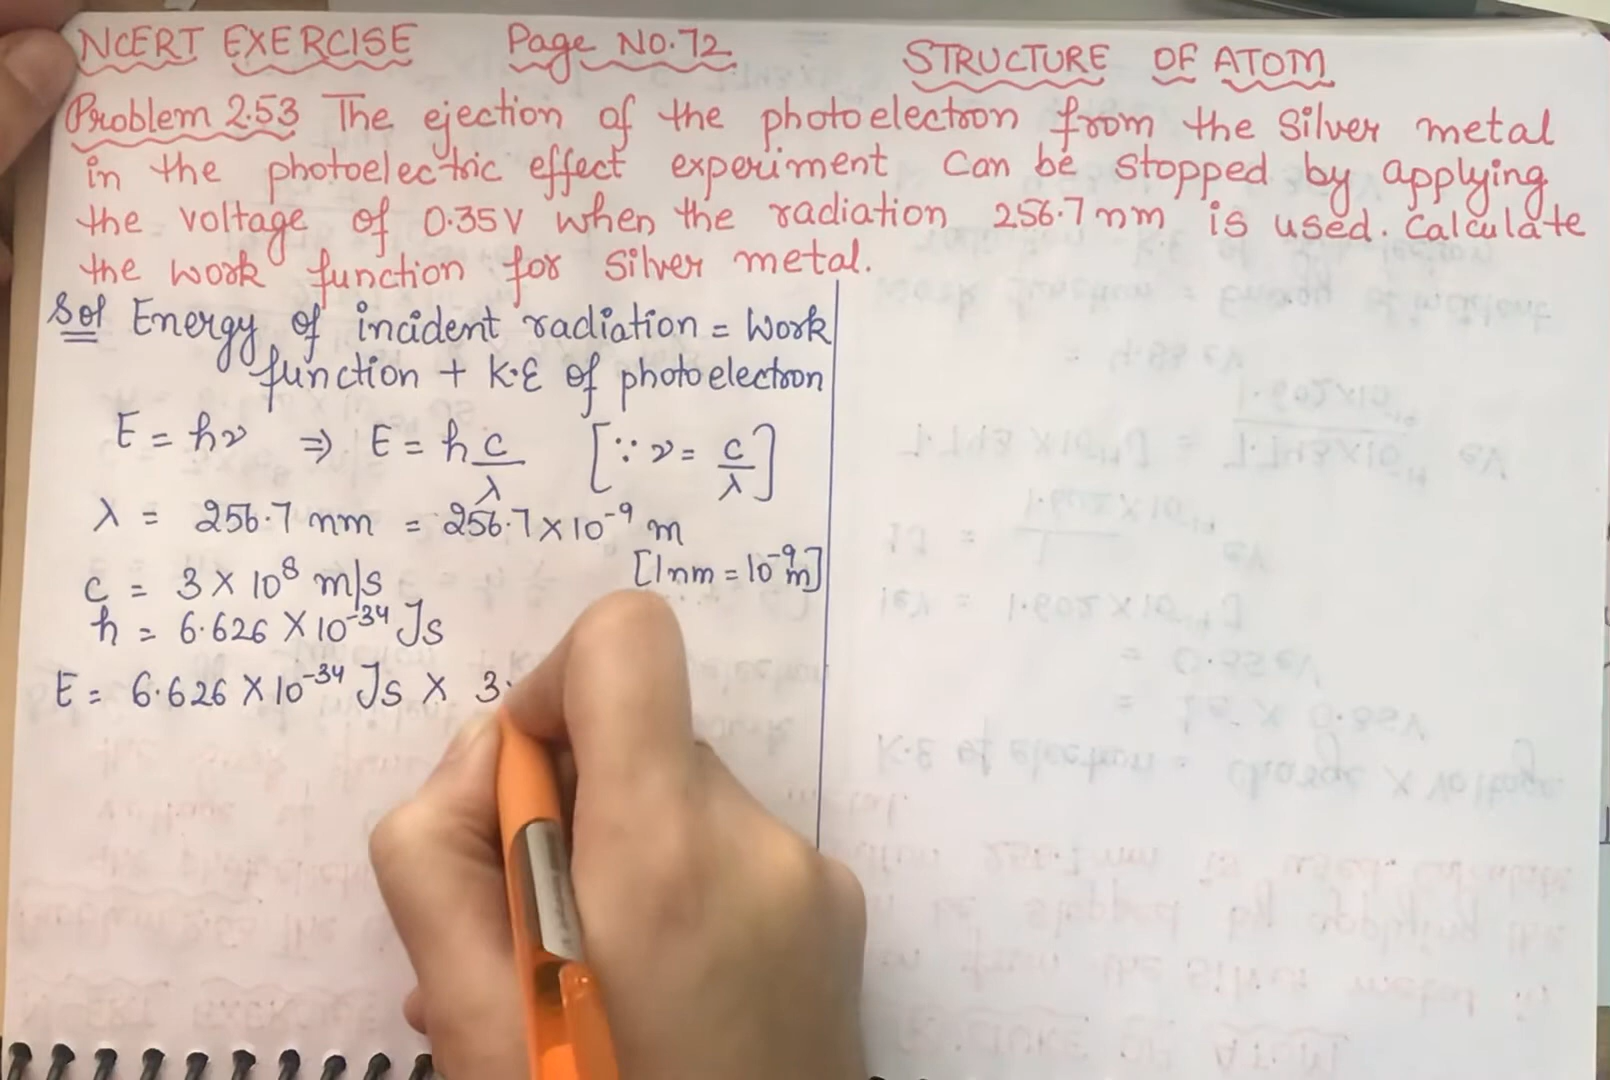 NCERT EXERCISE Page No.72 STRUCTURE OF ATOM
Problem 2.53 The ejection of the photoelectron from the silver metal
in the photoelectric effect experiment can be stopped by applying
the voltage of 0.35V when the radiation 256.7 nm is used. Calculate
the work function for silver metal.
Sol Energy of incident radiation = Work
function + K.E of photoelectron
E = hν ⇒ E = h c/λ [∵ ν = c/λ]
λ = 256.7 nm = 256.7 × 10⁻⁹ m
[1nm = 10⁻⁹m]
c = 3 × 10⁸ m/s
h = 6.626 × 10⁻³⁴ Js
E = 6.626 × 10⁻³⁴ Js × 3